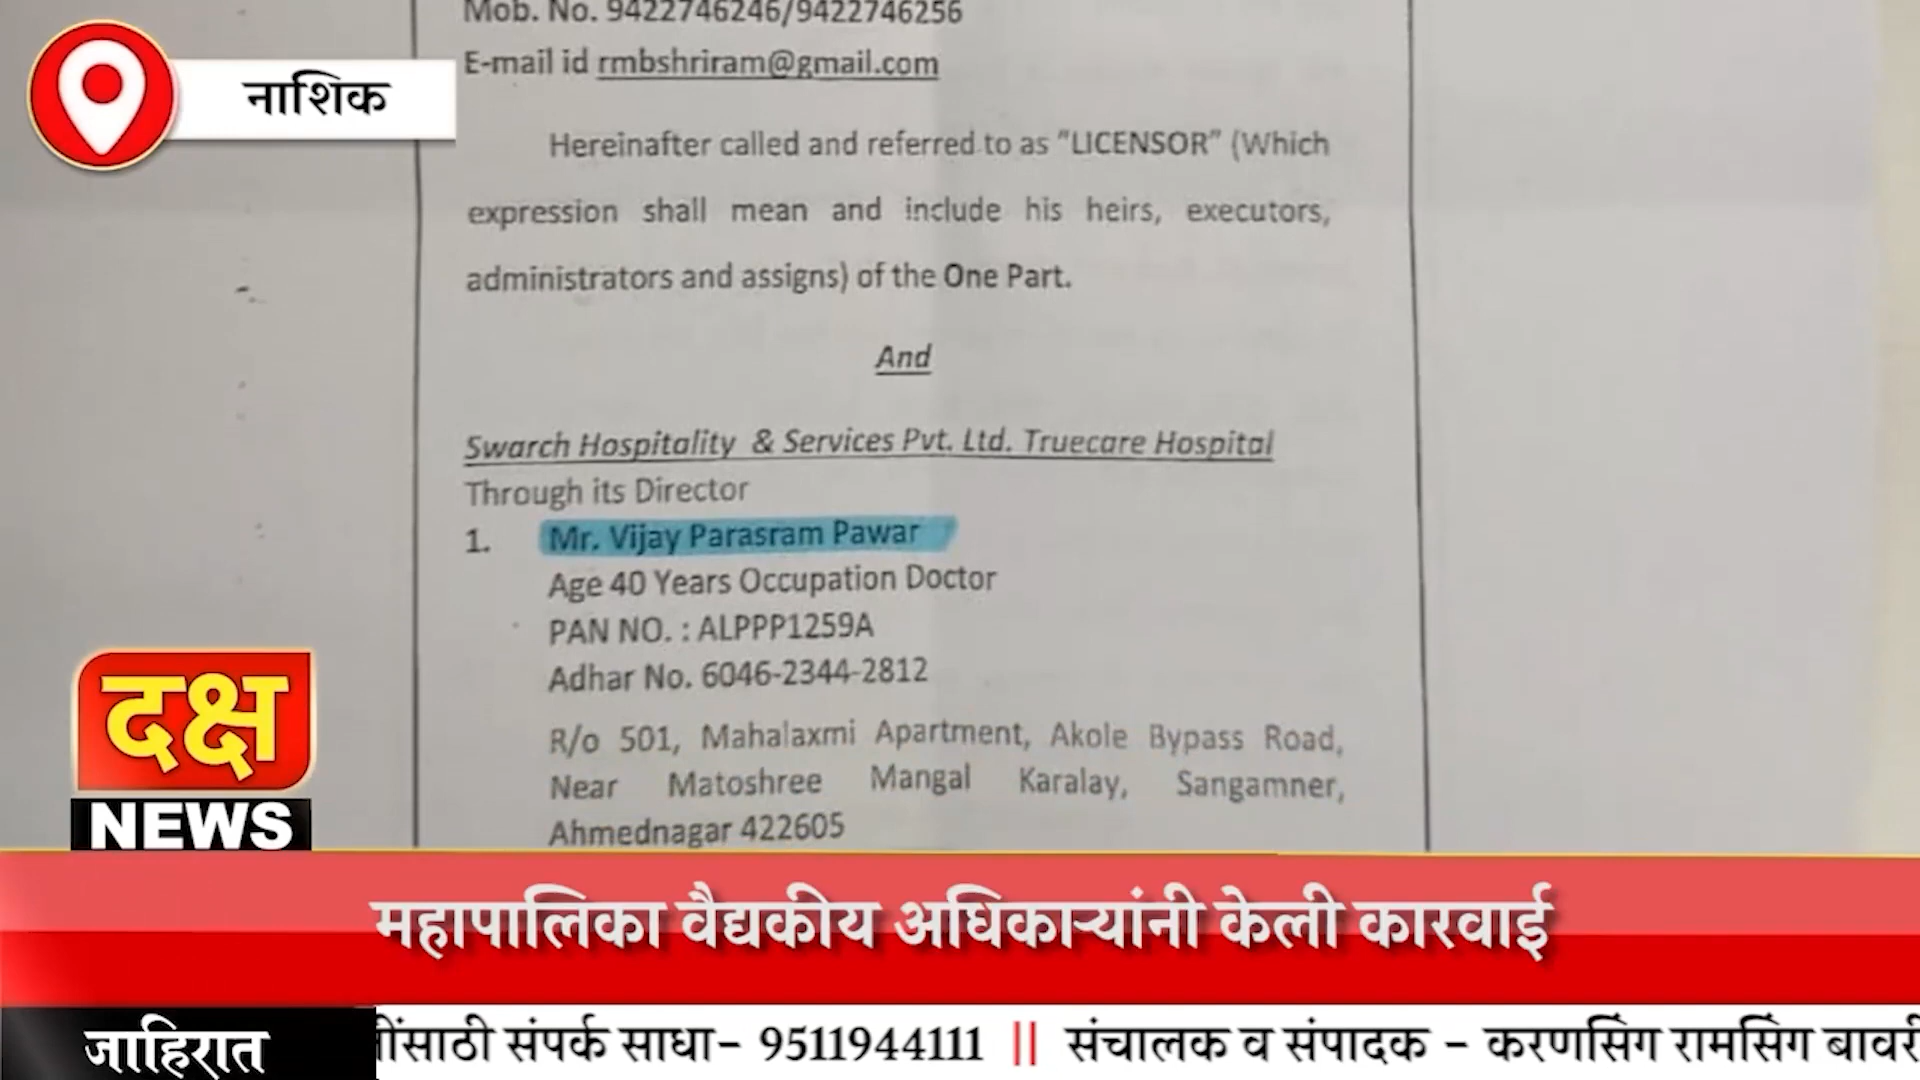 Mob. No. 9422746246/9422746256
E-mail id rmbshriram@gmail.com
नाशिक
Hereinafter called and referred to as "LICENSOR" (Which
expression shall mean and include his heirs, executors,
administrators and assigns) of the One Part.
And
Swarch Hospitality & Services Pvt. Ltd. Truecare Hospital
Through its Director
1. Mr. Vijay Parasram Pawar
Age 40 Years Occupation Doctor
PAN NO. : ALPPP1259A
Adhar No. 6046-2344-2812
R/o 501, Mahalaxmi Apartment, Akole Bypass Road,
Near Matoshree Mangal Karalay, Sangamner,
Ahmednagar 422605
दक्ष
NEWS
महापालिका वैद्यकीय अधिकाऱ्यांनी केली कारवाई
जाहिरात
संपर्क साधा- 9511944111 || संचालक व संपादक - करणसिंग रामसिंग बावरी